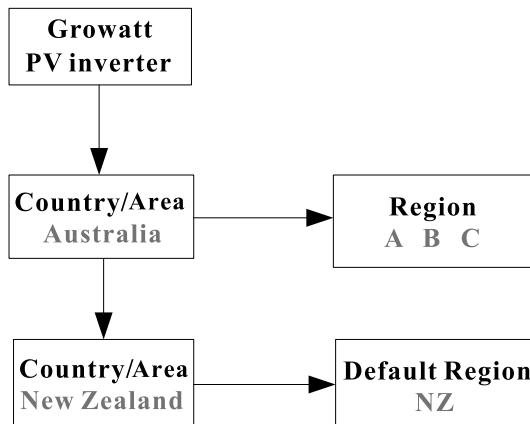 Growatt
PV inverter
Country/Area
Australia
Region
A B C
Country/Area
New Zealand
Default Region
NZ